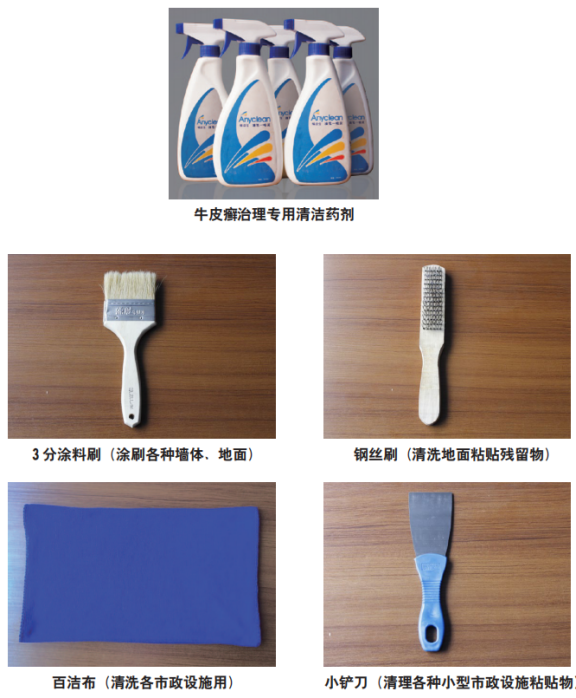 Anyclean
Anyclean
Anyclean
牛皮癣治理专用清洁药剂
3分涂料刷（涂刷各种墙体、地面）
钢丝刷（清洗地面粘贴残留物）
百洁布（清洗各市政设施用）
小铲刀（清理各种小型市政设施粘贴物）